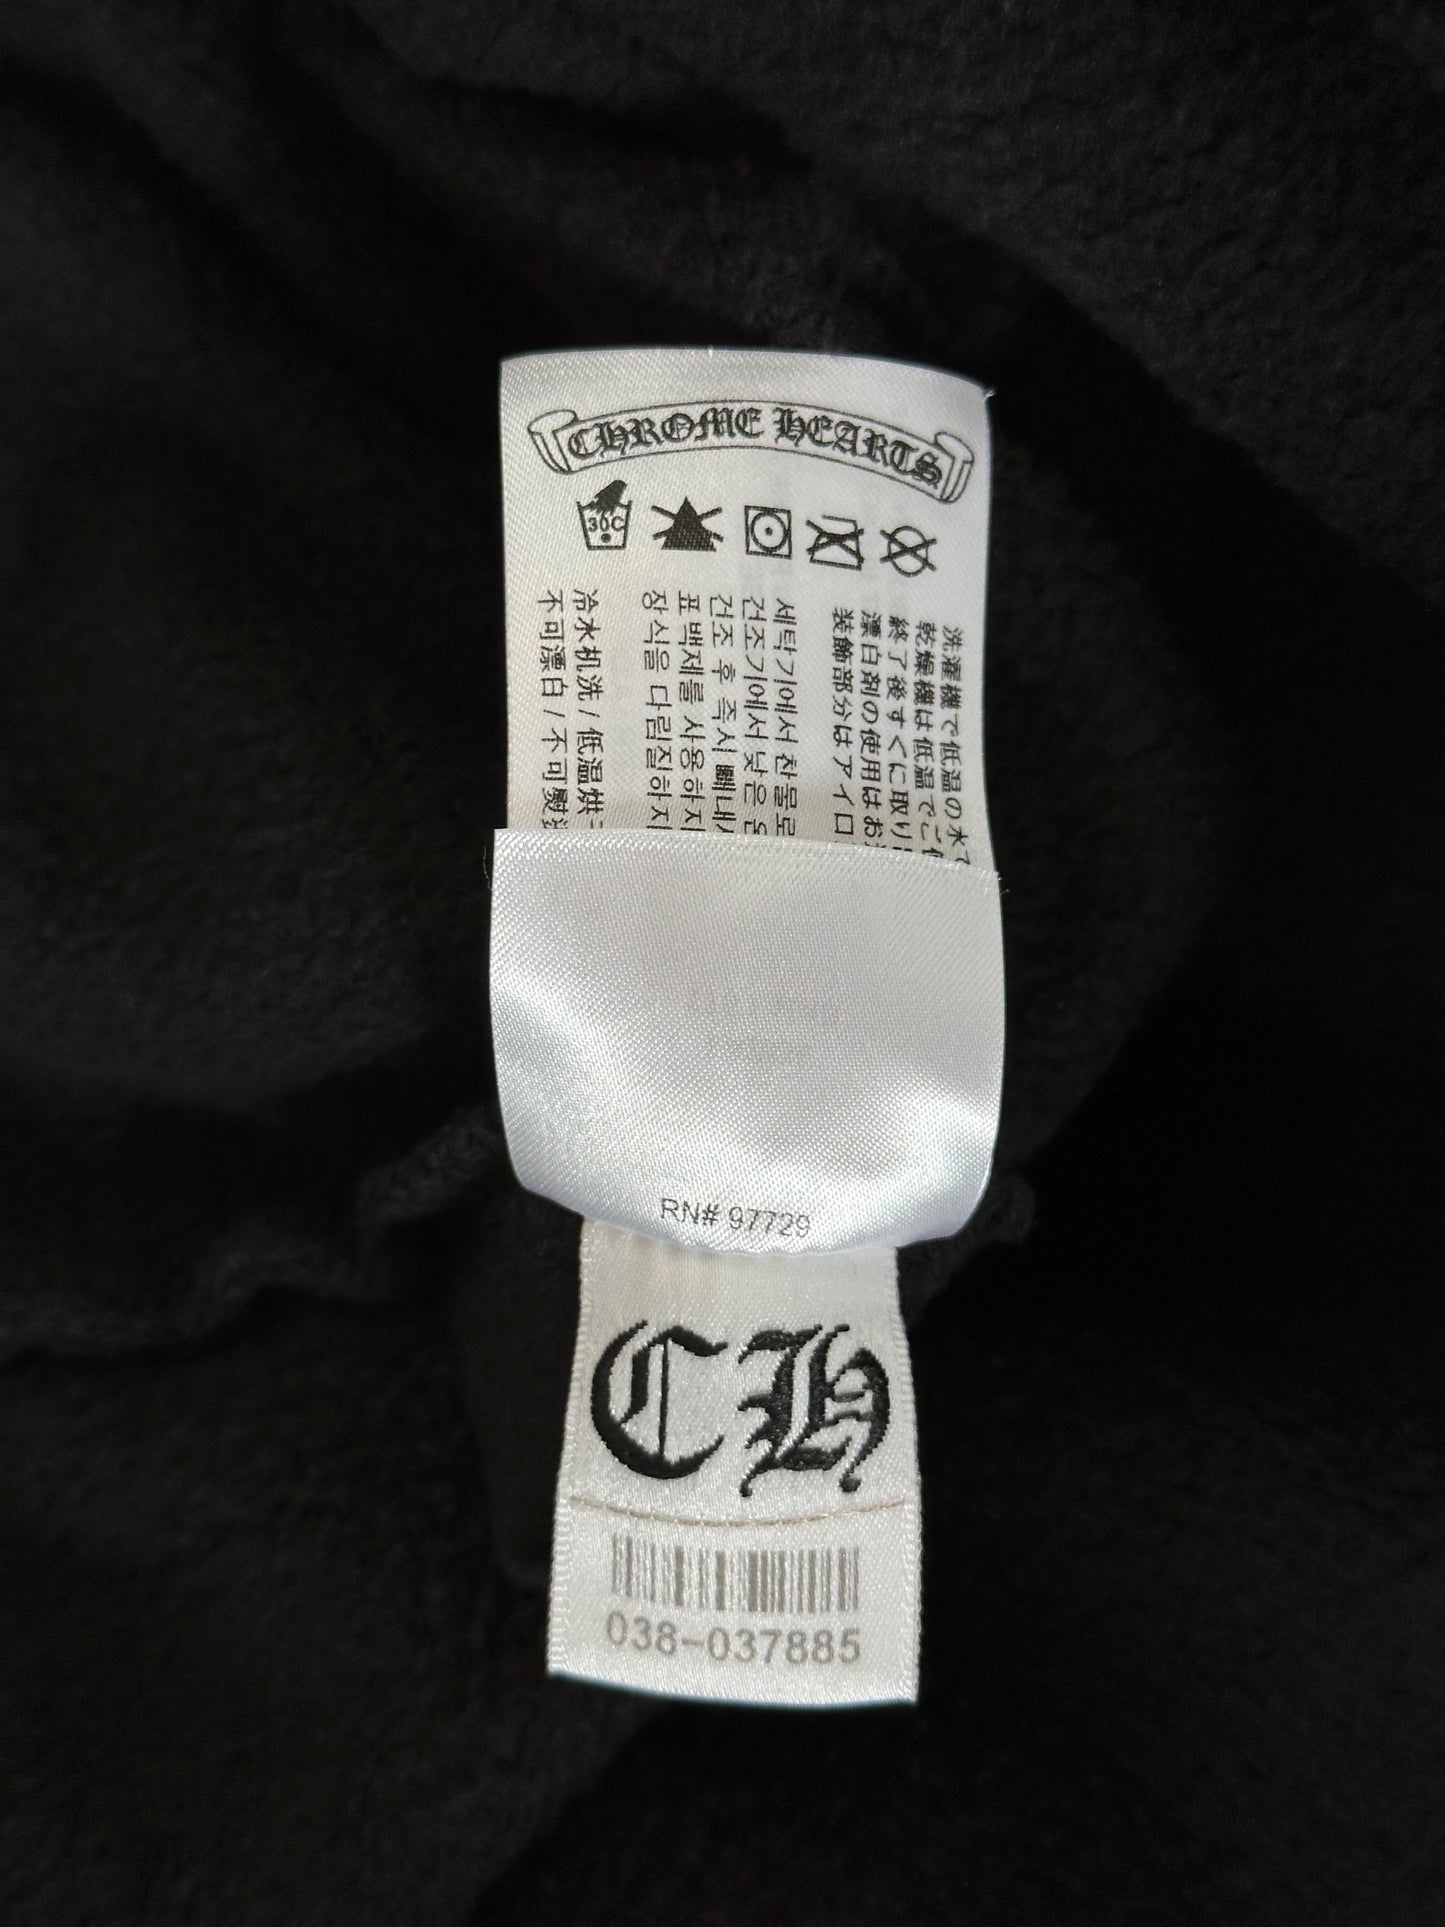 CHROME HEARTS
30C
洗濯機で低温の水で
乾燥機は低温でご
終了後すぐに取り
漂白剤の使用はお
装飾部分はアイロ
세탁기에서 찬물로
건조기에서 낮은
건조 후 즉시 빼내
표백제를 사용하지
장식을 다림질하지
冷水机洗 / 低温烘
不可漂白 / 不可熨
RN# 97729
CH
038-037885